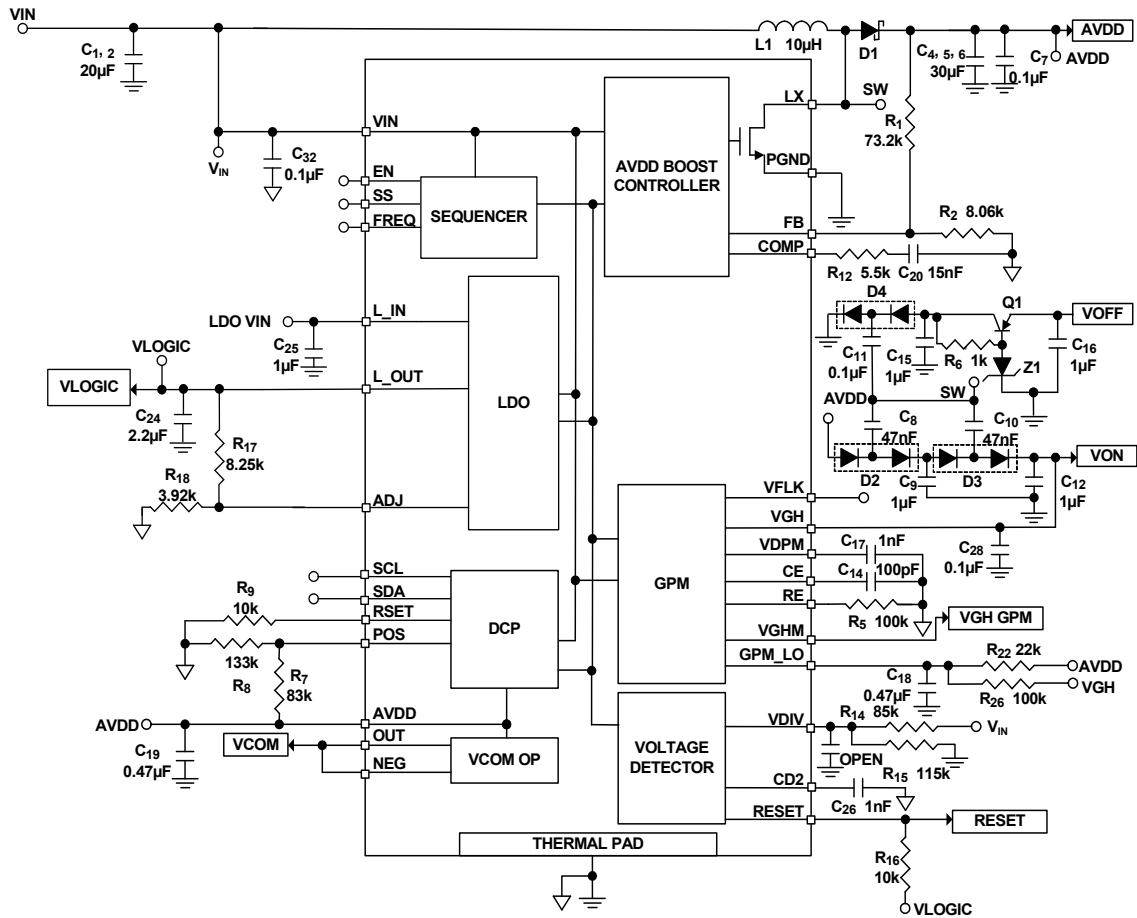 VIN
C1, 2
20µF
L1 10µH
D1
C4, 5, 6
30µF
C7
0.1µF
AVDD
AVDD
SW
R1
73.2k
VIN
C32
0.1µF
VIN
EN
SS
FREQ
SEQUENCER
AVDD BOOST
CONTROLLER
LX
PGND
FB
COMP
R2 8.06k
R12 5.5k
C20 15nF
LDO VIN
C25
1µF
L_IN
VLOGIC
VLOGIC
L_OUT
C24
2.2µF
R17
8.25k
R18
3.92k
ADJ
LDO
D4
Q1
VOFF
C11
0.1µF
C15
1µF
R6
1k
Z1
C16
1µF
AVDD
SW
C8
47nF
C10
47nF
D2
C9
1µF
D3
C12
1µF
VON
GPM
VFLK
VGH
VDPM
CE
RE
VGHM
GPM_LO
C17 1nF
C14 100pF
R5 100k
C28
0.1µF
VGH GPM
C18
0.47µF
R22 22k
AVDD
R26 100k
VGH
R9
10k
133k
R8
R7
83k
SCL
SDA
RSET
POS
DCP
AVDD
C19
0.47µF
AVDD
VCOM
OUT
NEG
VCOM OP
VOLTAGE
DETECTOR
VDIV
CD2
RESET
R14 85k
VIN
OPEN
R15 115k
C26 1nF
RESET
R16
10k
VLOGIC
THERMAL PAD